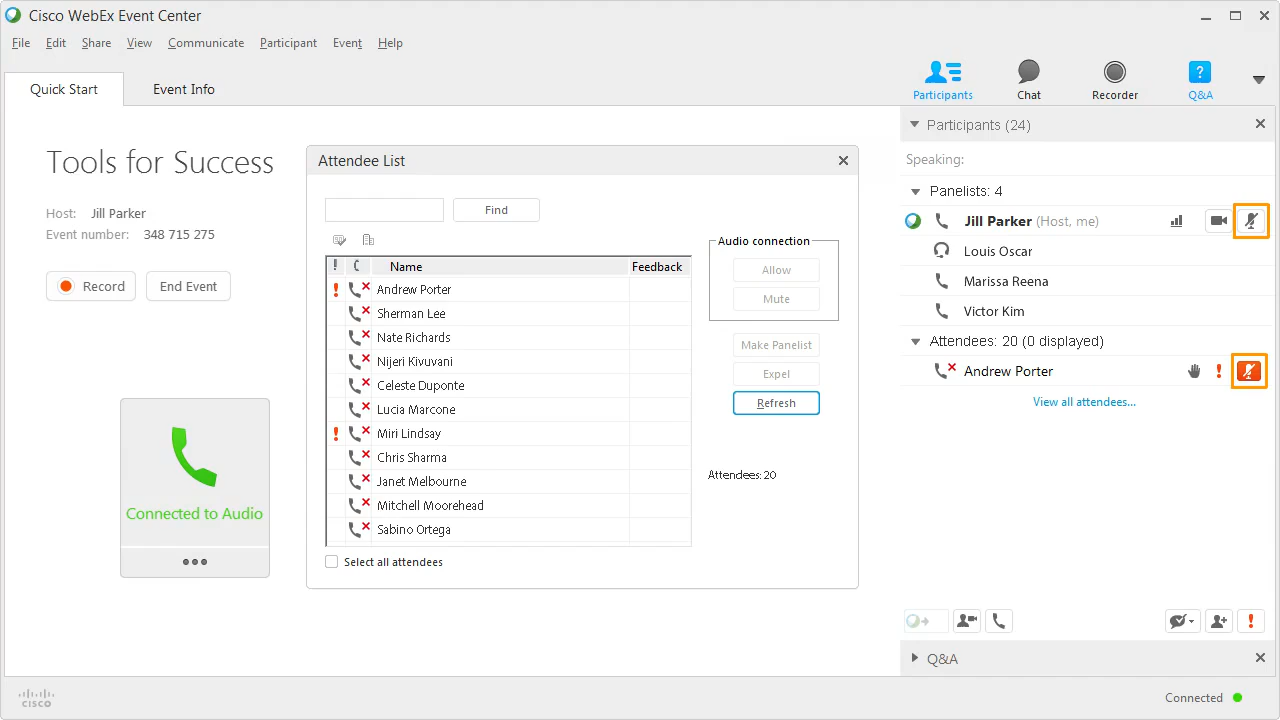 Cisco WebEx Event Center
File Edit Share View Communicate Participant Event Help
Quick Start Event Info
Participants Chat Recorder Q&A
Tools for Success
Host: Jill Parker
Event number: 348 715 275
Record End Event
Connected to Audio
Attendee List
Find
! Name Feedback
! Andrew Porter
Sherman Lee
Nate Richards
Nijeri Kivuvani
Celeste Duponte
Lucia Marcone
! Miri Lindsay
Chris Sharma
Janet Melbourne
Mitchell Moorehead
Sabino Ortega
Select all attendees
Audio connection
Allow
Mute
Make Panelist
Expel
Refresh
Attendees: 20
Participants (24)
Speaking:
Panelists: 4
Jill Parker (Host, me)
Louis Oscar
Marissa Reena
Victor Kim
Attendees: 20 (0 displayed)
Andrew Porter !
View all attendees...
!
Q&A
cisco
Connected